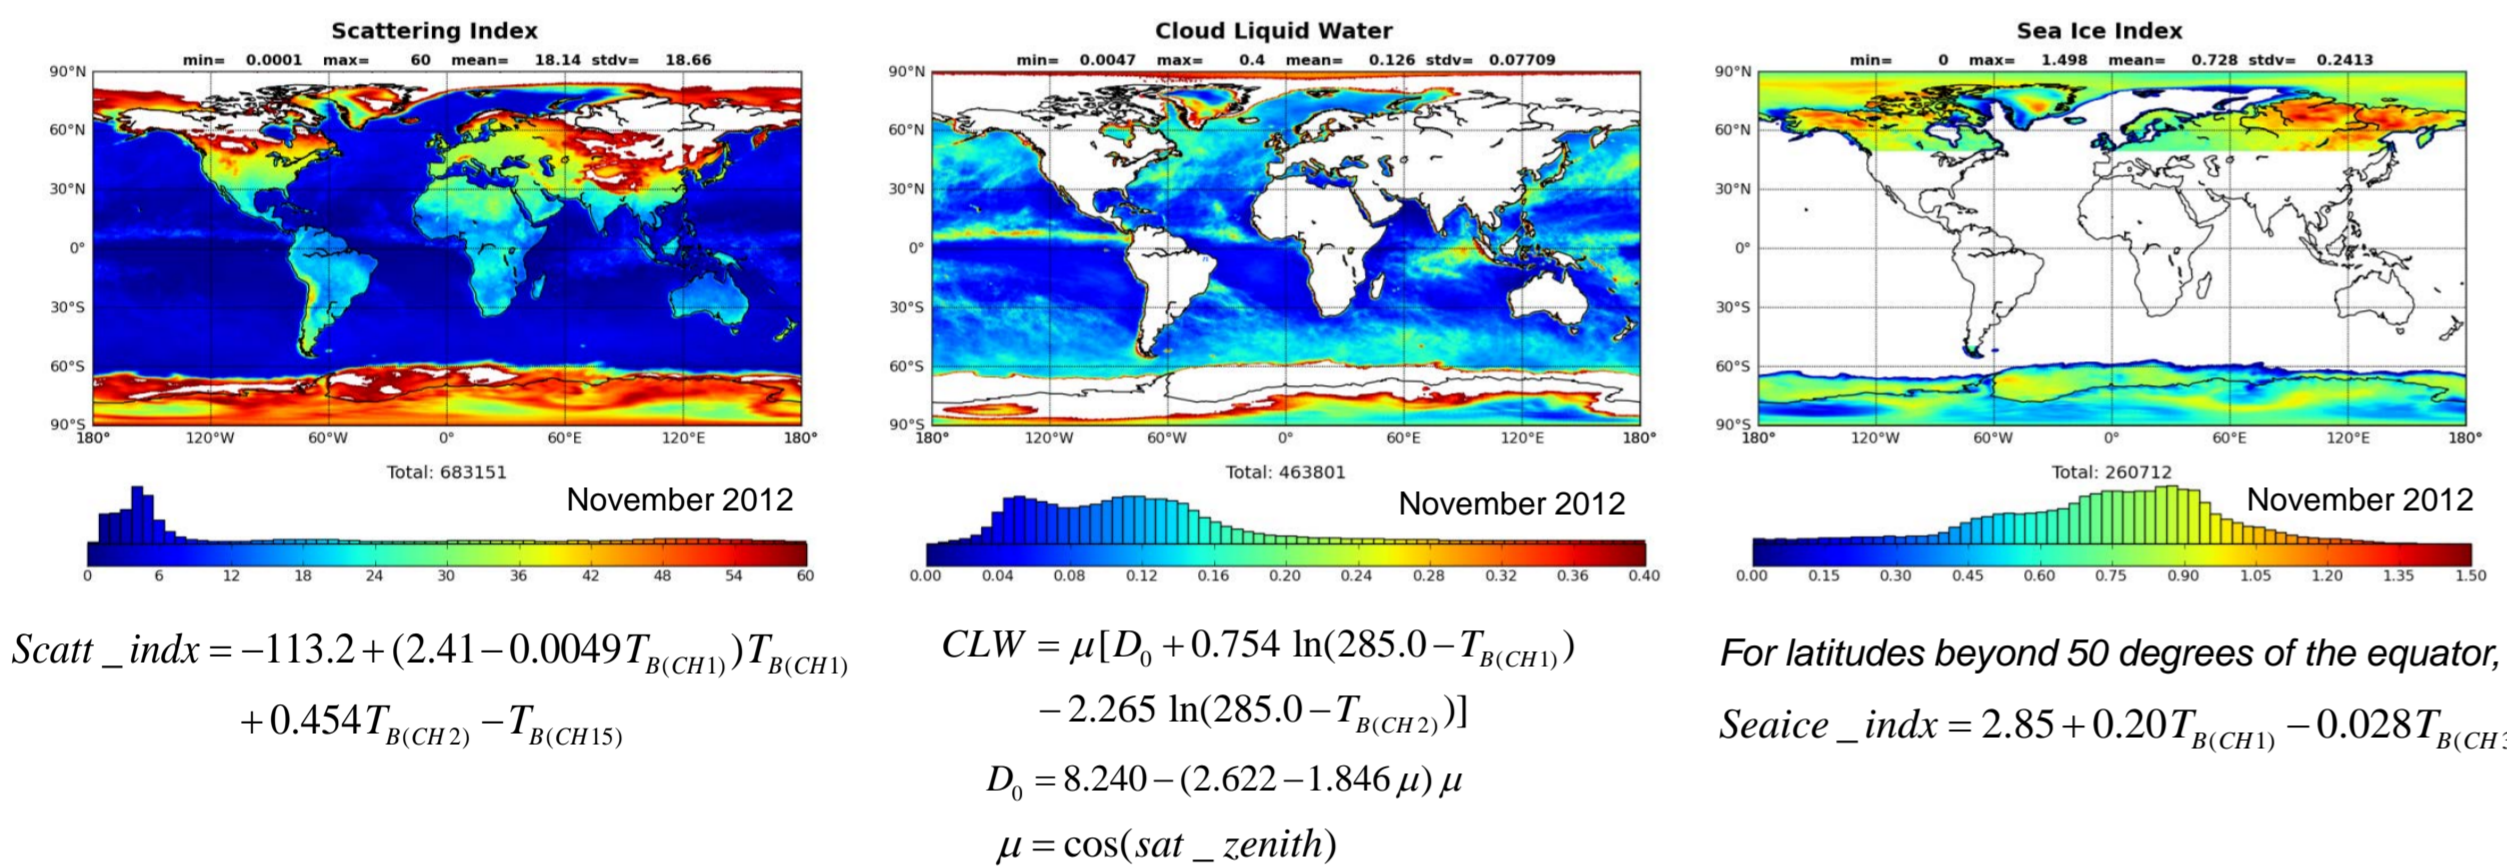 Scattering Index
min= 0.0001 max= 60 mean= 18.14 stdv= 18.66
90°N
60°N
30°N
0°
30°S
60°S
90°S
180° 120°W 60°W 0° 60°E 120°E 180°
Total: 683151
November 2012
0 6 12 18 24 30 36 42 48 54 60
Scatt_indx = −113.2 + (2.41 − 0.0049T_B(CH1))T_B(CH1)
+ 0.454T_B(CH2) − T_B(CH15)
Cloud Liquid Water
min= 0.0047 max= 0.4 mean= 0.126 stdv= 0.07709
90°N
60°N
30°N
0°
30°S
60°S
90°S
180° 120°W 60°W 0° 60°E 120°E 180°
Total: 463801
November 2012
0.00 0.04 0.08 0.12 0.16 0.20 0.24 0.28 0.32 0.36 0.40
CLW = μ[D_0 + 0.754 ln(285.0 − T_B(CH1))
− 2.265 ln(285.0 − T_B(CH2))]
D_0 = 8.240 − (2.622 − 1.846μ)μ
μ = cos(sat_zenith)
Sea Ice Index
min= 0 max= 1.498 mean= 0.728 stdv= 0.2413
90°N
60°N
30°N
0°
30°S
60°S
90°S
180° 120°W 60°W 0° 60°E 120°E 180°
Total: 260712
November 2012
0.00 0.15 0.30 0.45 0.60 0.75 0.90 1.05 1.20 1.35 1.50
For latitudes beyond 50 degrees of the equator,
Seaice_indx = 2.85 + 0.20T_B(CH1) − 0.028T_B(CH3